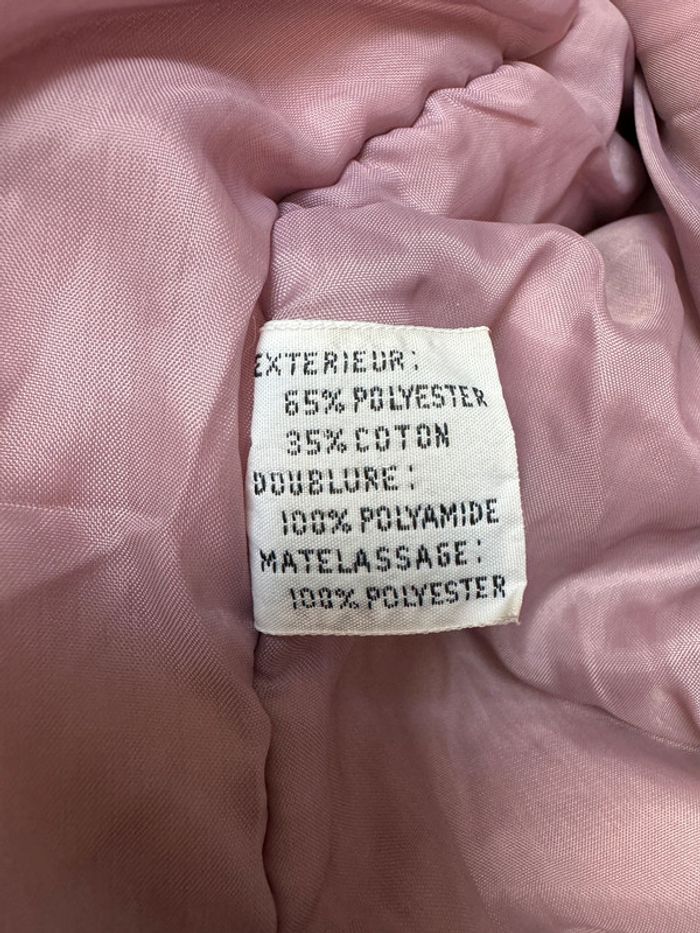 EXTERIEUR:
65% POLYESTER
35% COTON
DOUBLURE:
100% POLYAMIDE
MATELASSAGE:
100% POLYESTER